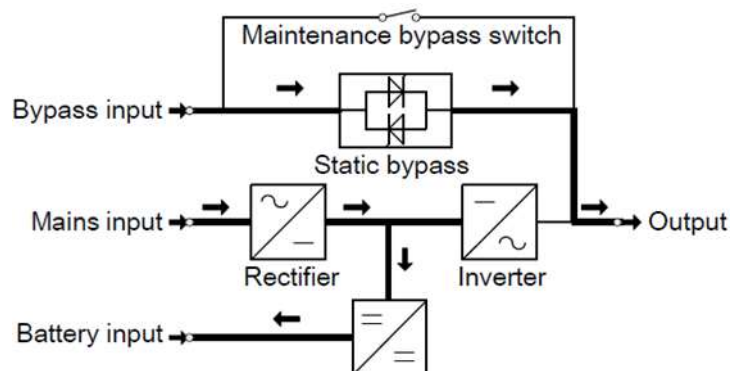 Maintenance bypass switch
Bypass input
Static bypass
Mains input
Output
Rectifier
Inverter
Battery input